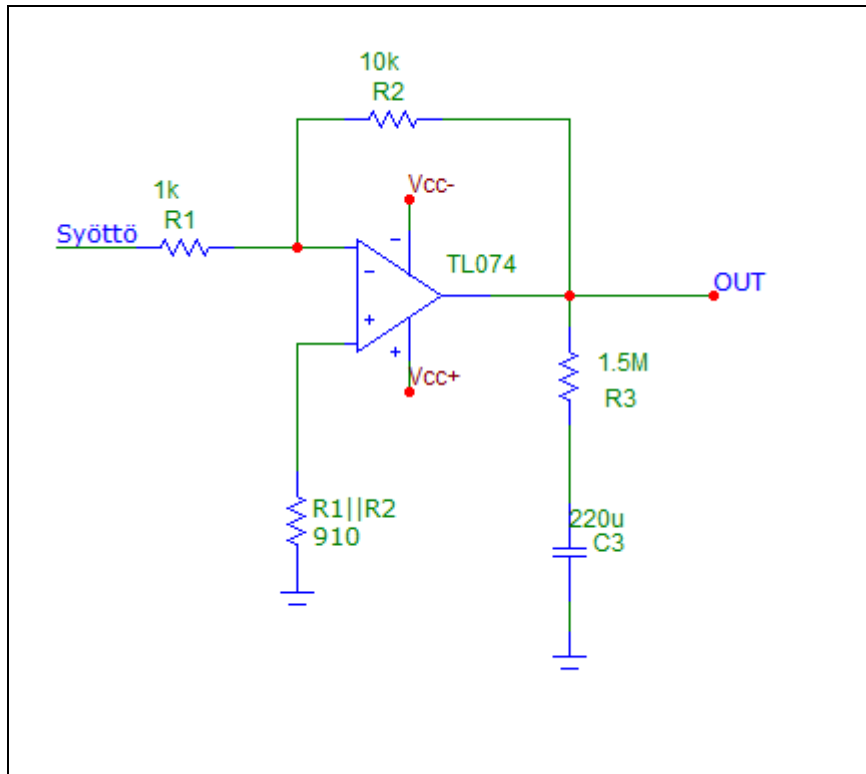 10k
R2
1k
R1
Syöttö
Vcc-
TL074
OUT
Vcc+
1.5M
R3
R1||R2
910
220u
C3